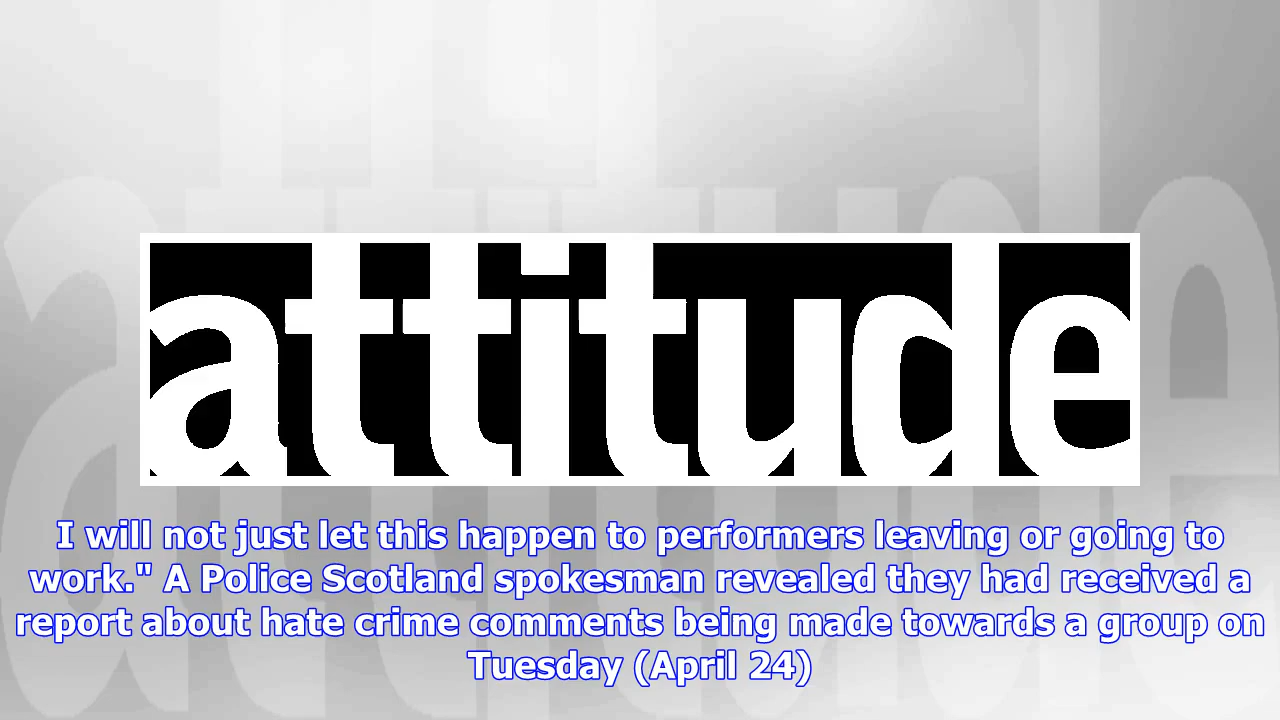 attitude
I will not just let this happen to performers leaving or going to
work." A Police Scotland spokesman revealed they had received a
report about hate crime comments being made towards a group on
Tuesday (April 24)